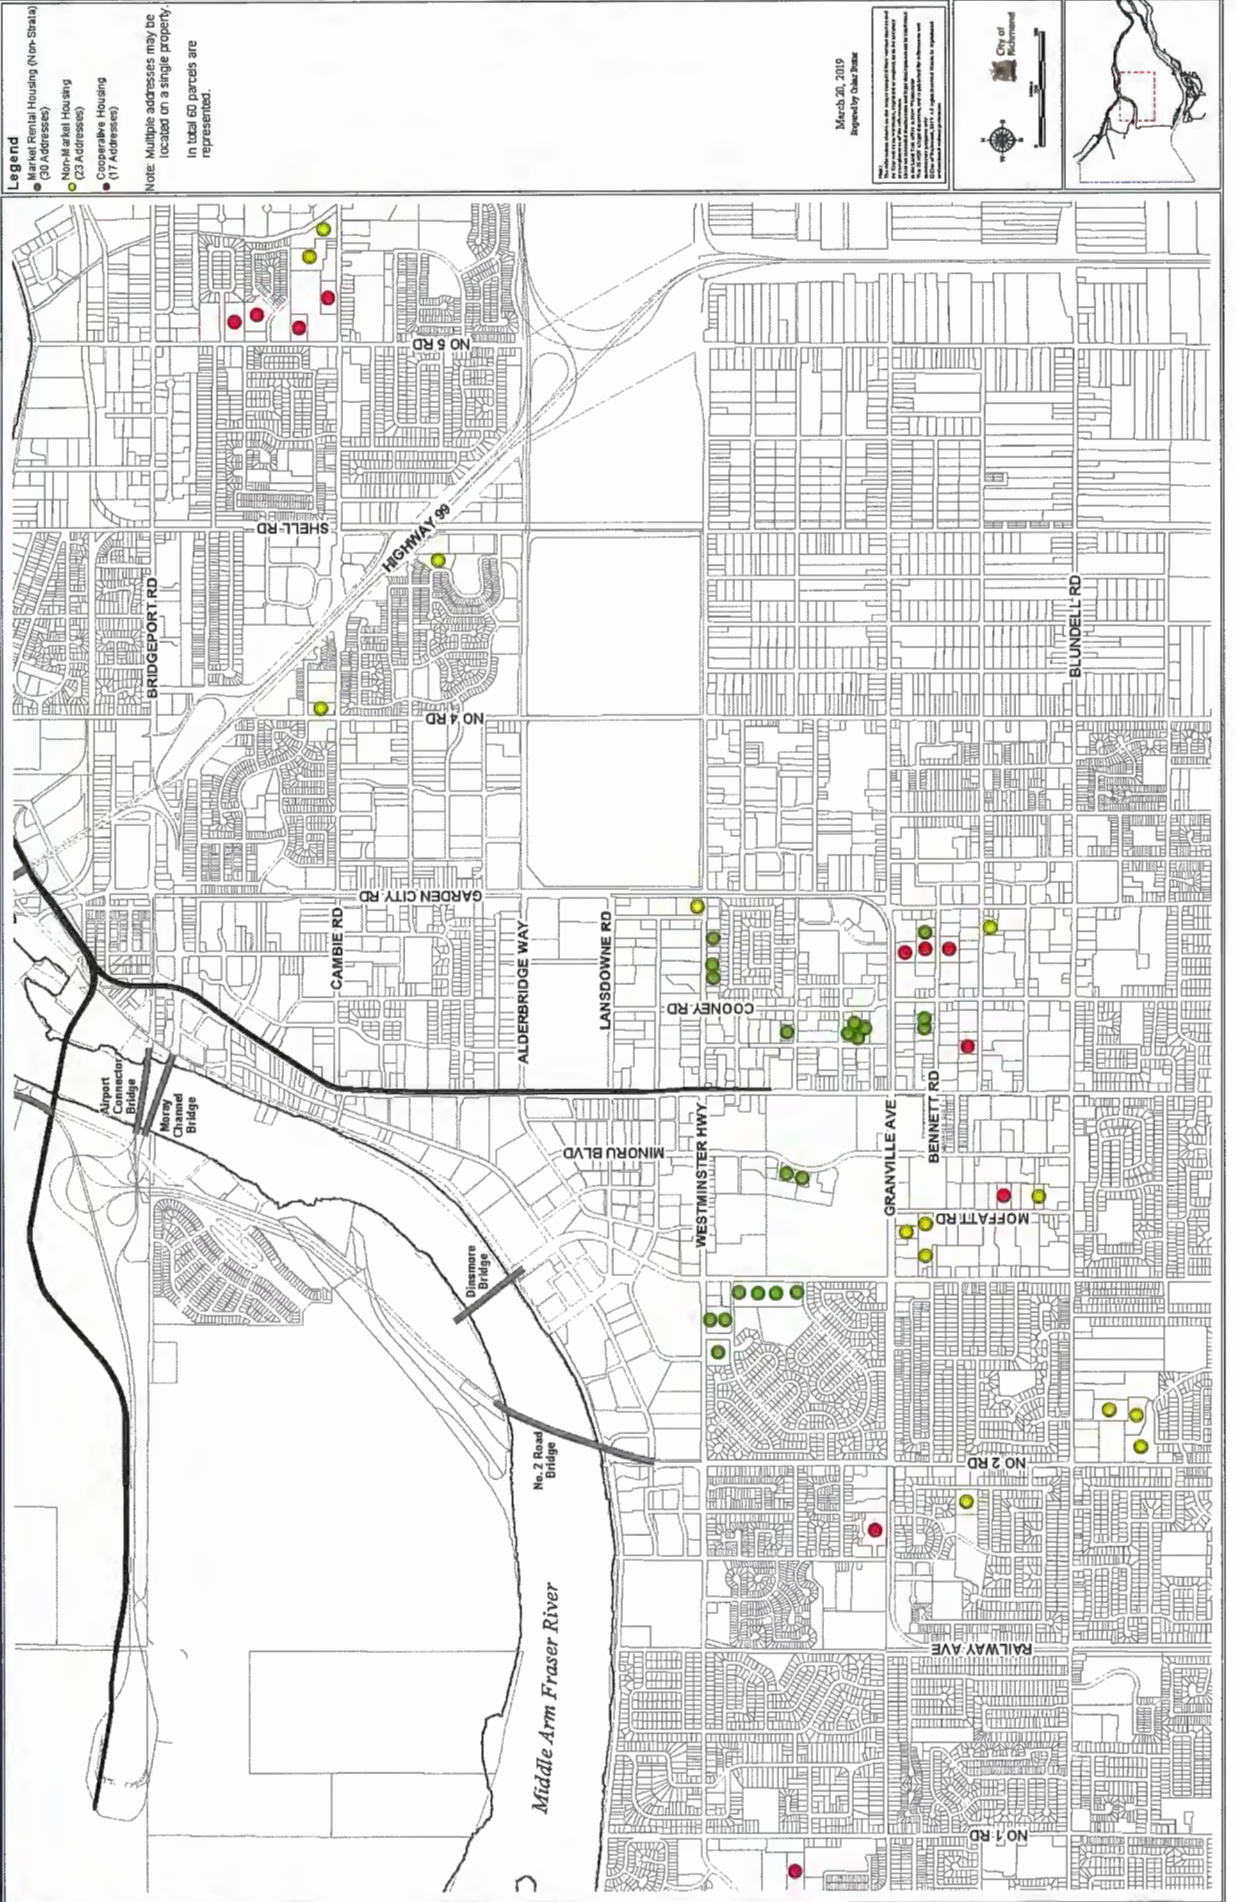 Legend
Market Rental Housing (Non-Strata)
(30 Addresses)
Non-Market Housing
(23 Addresses)
Cooperative Housing
(17 Addresses)
Note: Multiple addresses may be
located on a single property.
In total 60 parcels are
represented.
March 20, 2019
Prepared by
City of
Richmond
BRIDGEPORT RD
NO 5 RD
SHELL RD
HIGHWAY 99
NO 4 RD
GARDEN CITY RD
CAMBIE RD
ALDERBRIDGE WAY
LANSDOWNE RD
COONEY RD
BLUNDELL RD
Airport
Connector
Bridge
Moray
Channel
Bridge
MINORU BLVD
WESTMINSTER HWY
GRANVILLE AVE
BENNETT RD
MOFFATT RD
Dinsmore
Bridge
No. 2 Road
Bridge
NO 2 RD
Middle Arm Fraser River
RAILWAY AVE
NO 1 RD